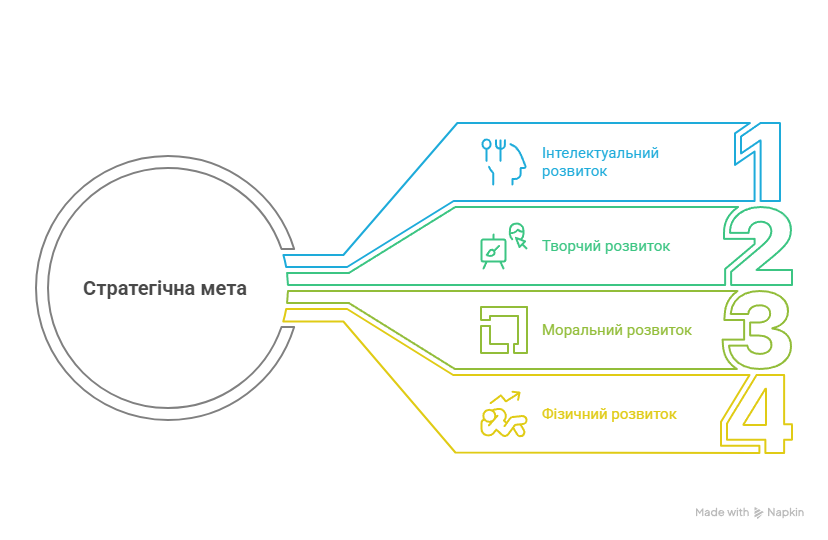 Стратегічна мета
Інтелектуальний
розвиток
1
Творчий розвиток
2
Моральний розвиток
3
Фізичний розвиток
4
Made with Napkin